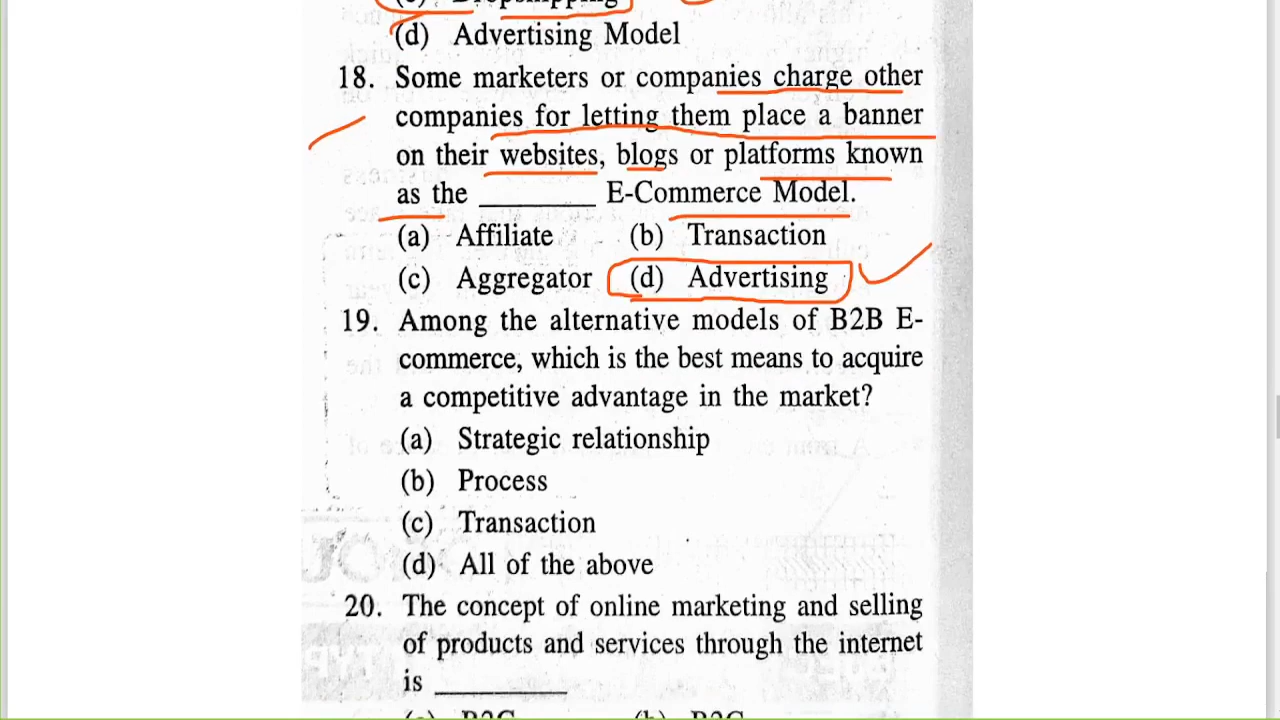 (d) Advertising Model
18. Some marketers or companies charge other
companies for letting them place a banner
on their websites, blogs or platforms known
as the ________ E-Commerce Model.
(a) Affiliate (b) Transaction
(c) Aggregator (d) Advertising
19. Among the alternative models of B2B E-
commerce, which is the best means to acquire
a competitive advantage in the market?
(a) Strategic relationship
(b) Process
(c) Transaction
(d) All of the above
20. The concept of online marketing and selling
of products and services through the internet
is ________